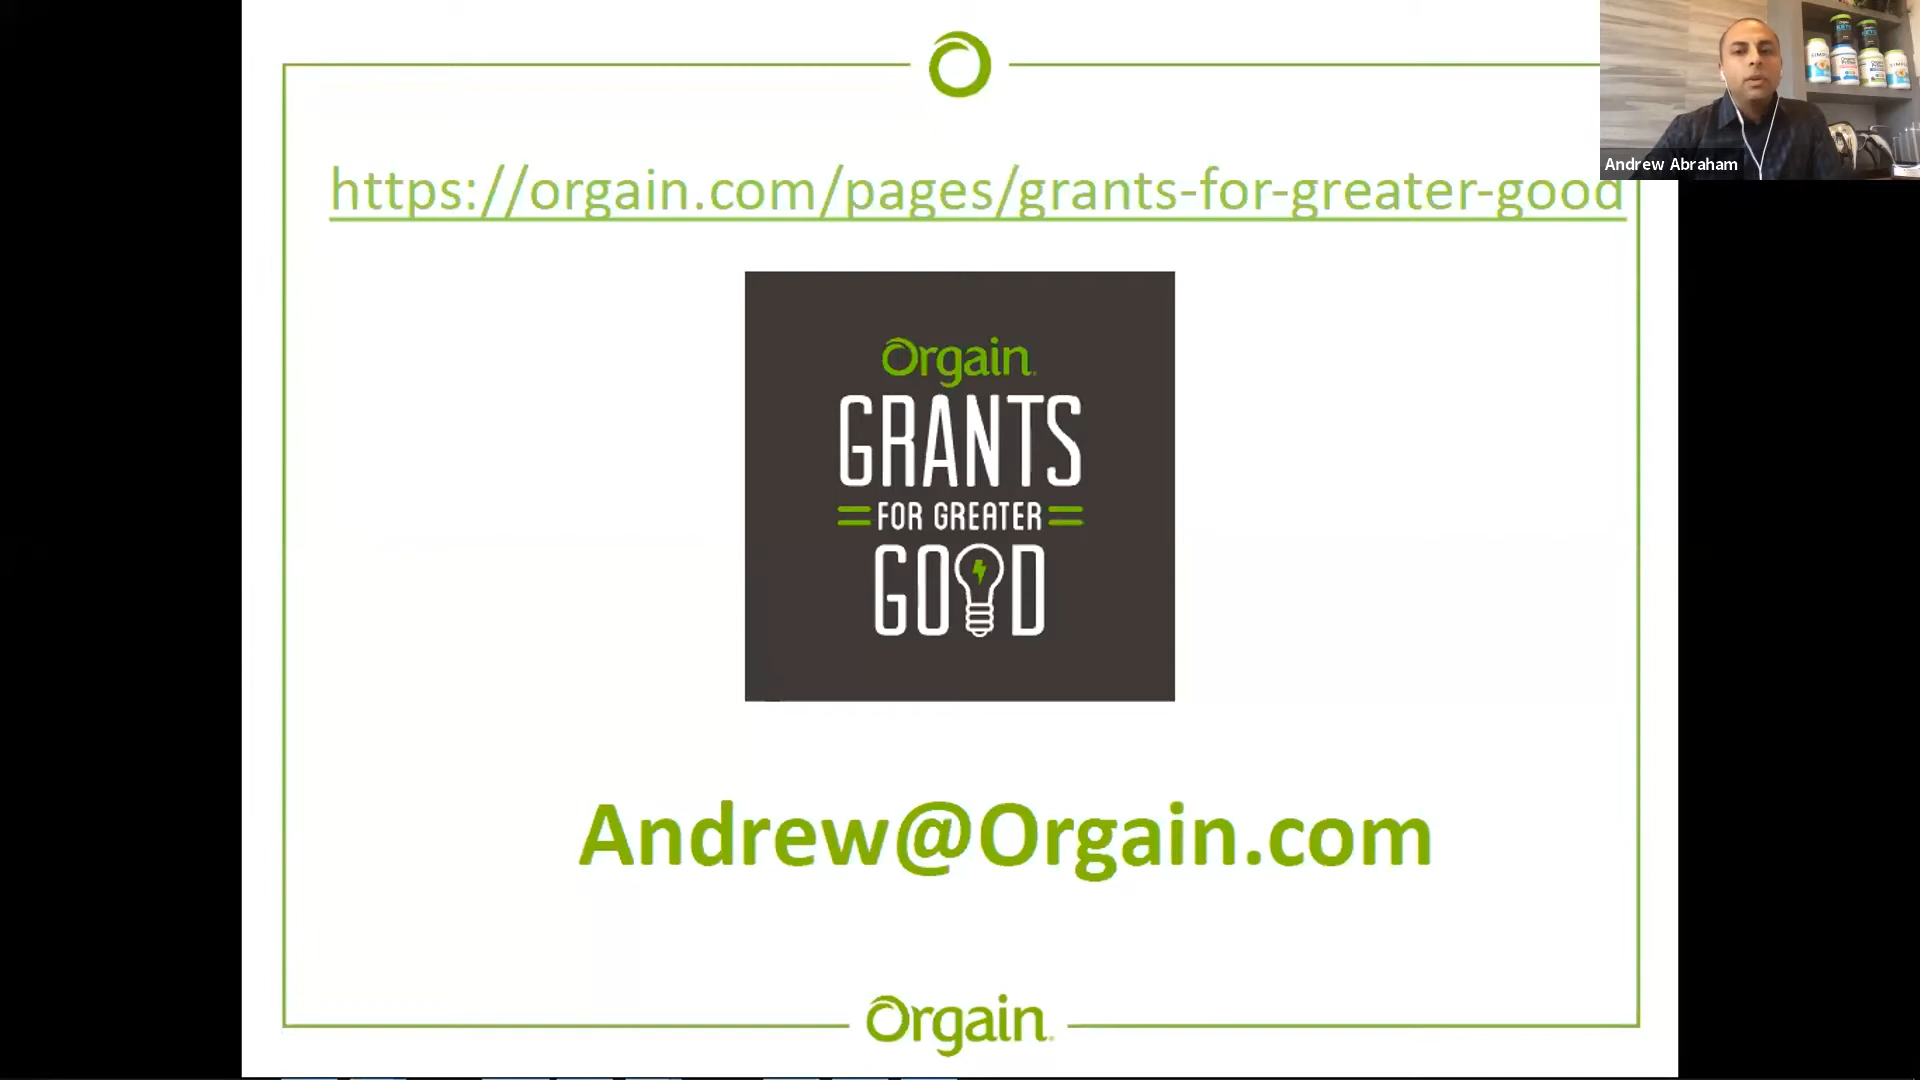 https://orgain.com/pages/grants-for-greater-good
Andrew Abraham
Orgain
GRANTS
FOR GREATER
GOOD
Andrew@Orgain.com
Orgain